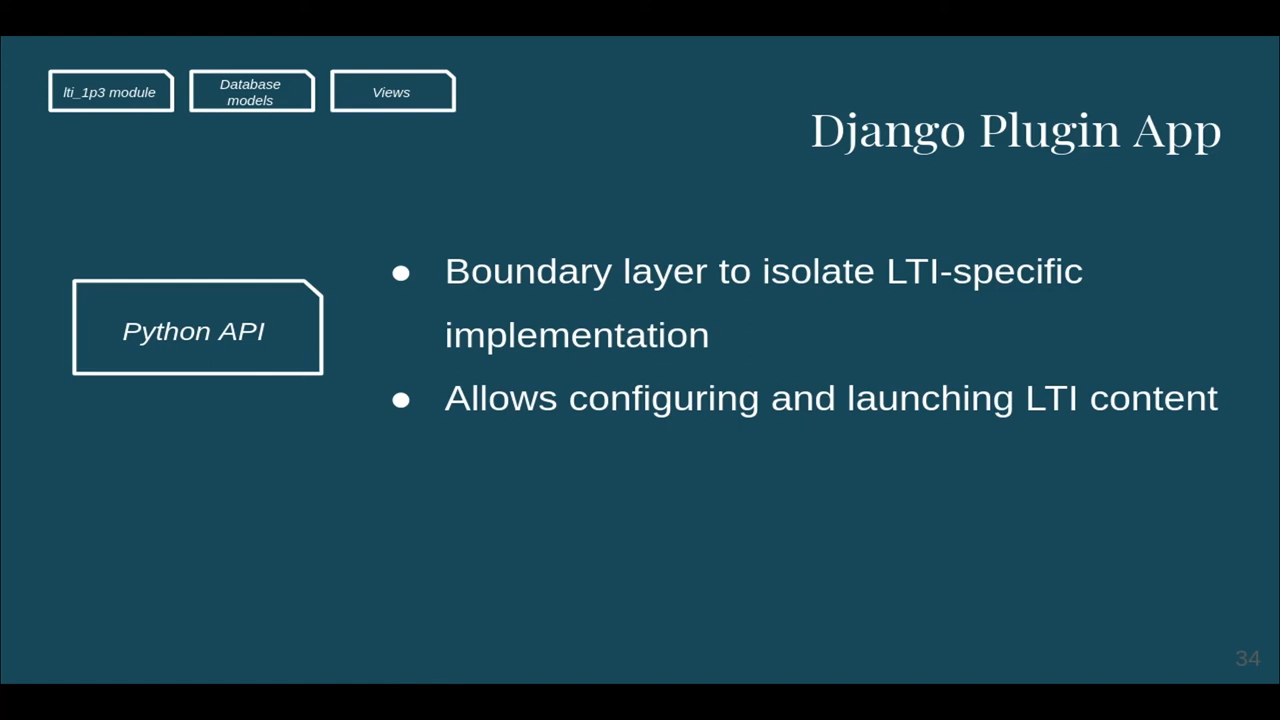 lti_1p3 module
Database
models
Views
Django Plugin App
Python API
● Boundary layer to isolate LTI-specific
implementation
● Allows configuring and launching LTI content
34